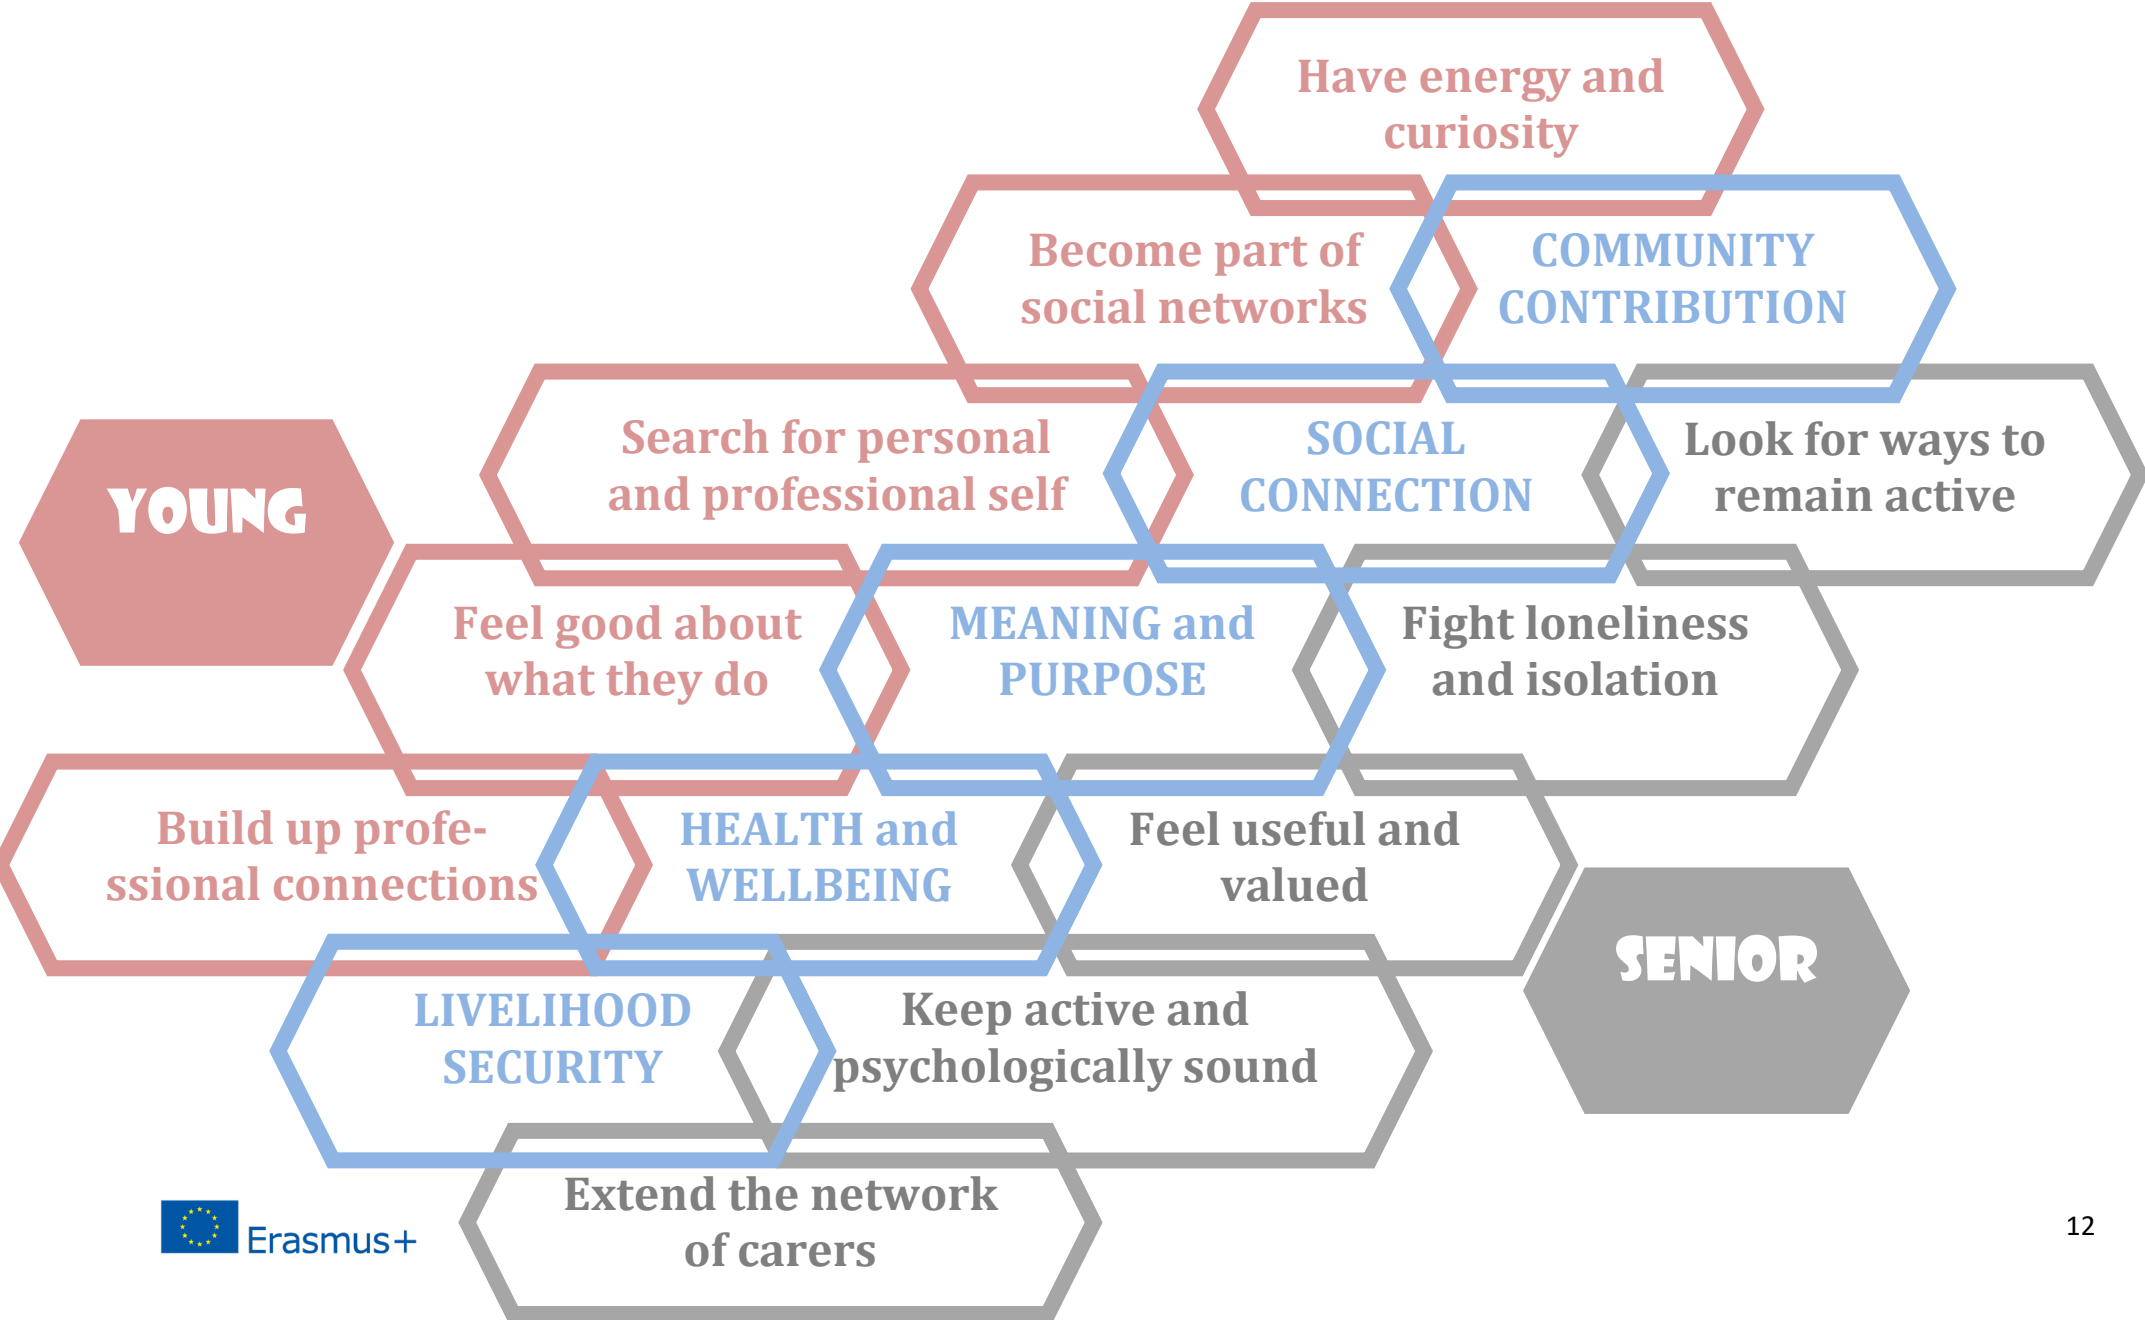 Have energy and
curiosity
Become part of
social networks
COMMUNITY
CONTRIBUTION
Search for personal
and professional self
SOCIAL
CONNECTION
Look for ways to
remain active
YOUNG
Feel good about
what they do
MEANING and
PURPOSE
Fight loneliness
and isolation
Build up profe-
ssional connections
HEALTH and
WELLBEING
Feel useful and
valued
SENIOR
LIVELIHOOD
SECURITY
Keep active and
psychologically sound
Extend the network
of carers
Erasmus+
12